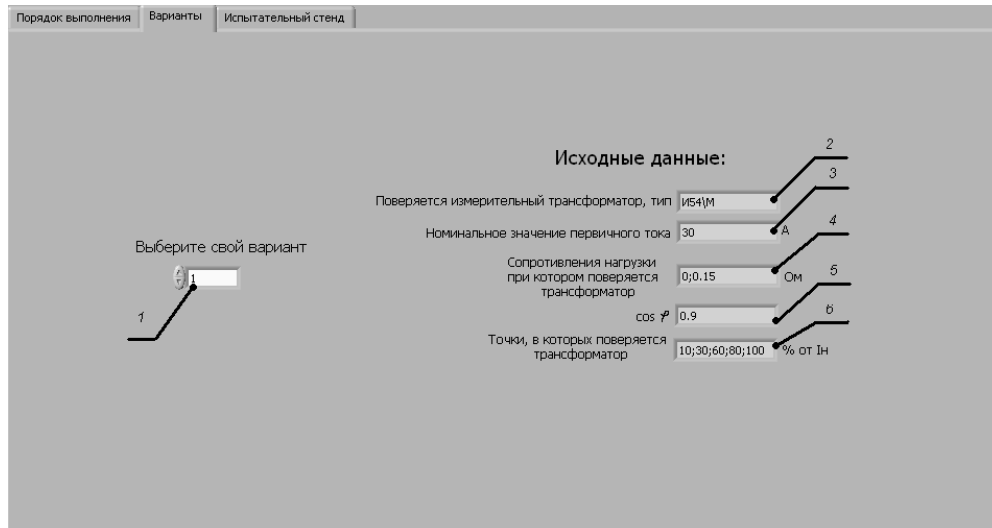 Порядок выполнения
Варианты
Испытательный стенд
Исходные данные:
2
3
Поверяется измерительный трансформатор, тип
И54\М
4
Номинальное значение первичного тока
30
А
Выберите свой вариант
1
1
Сопротивления нагрузки
при котором поверяется
трансформатор
0;0.15
Ом
5
cos φ
0.9
6
Точки, в которых поверяется
трансформатор
10;30;60;80;100
% от Iн